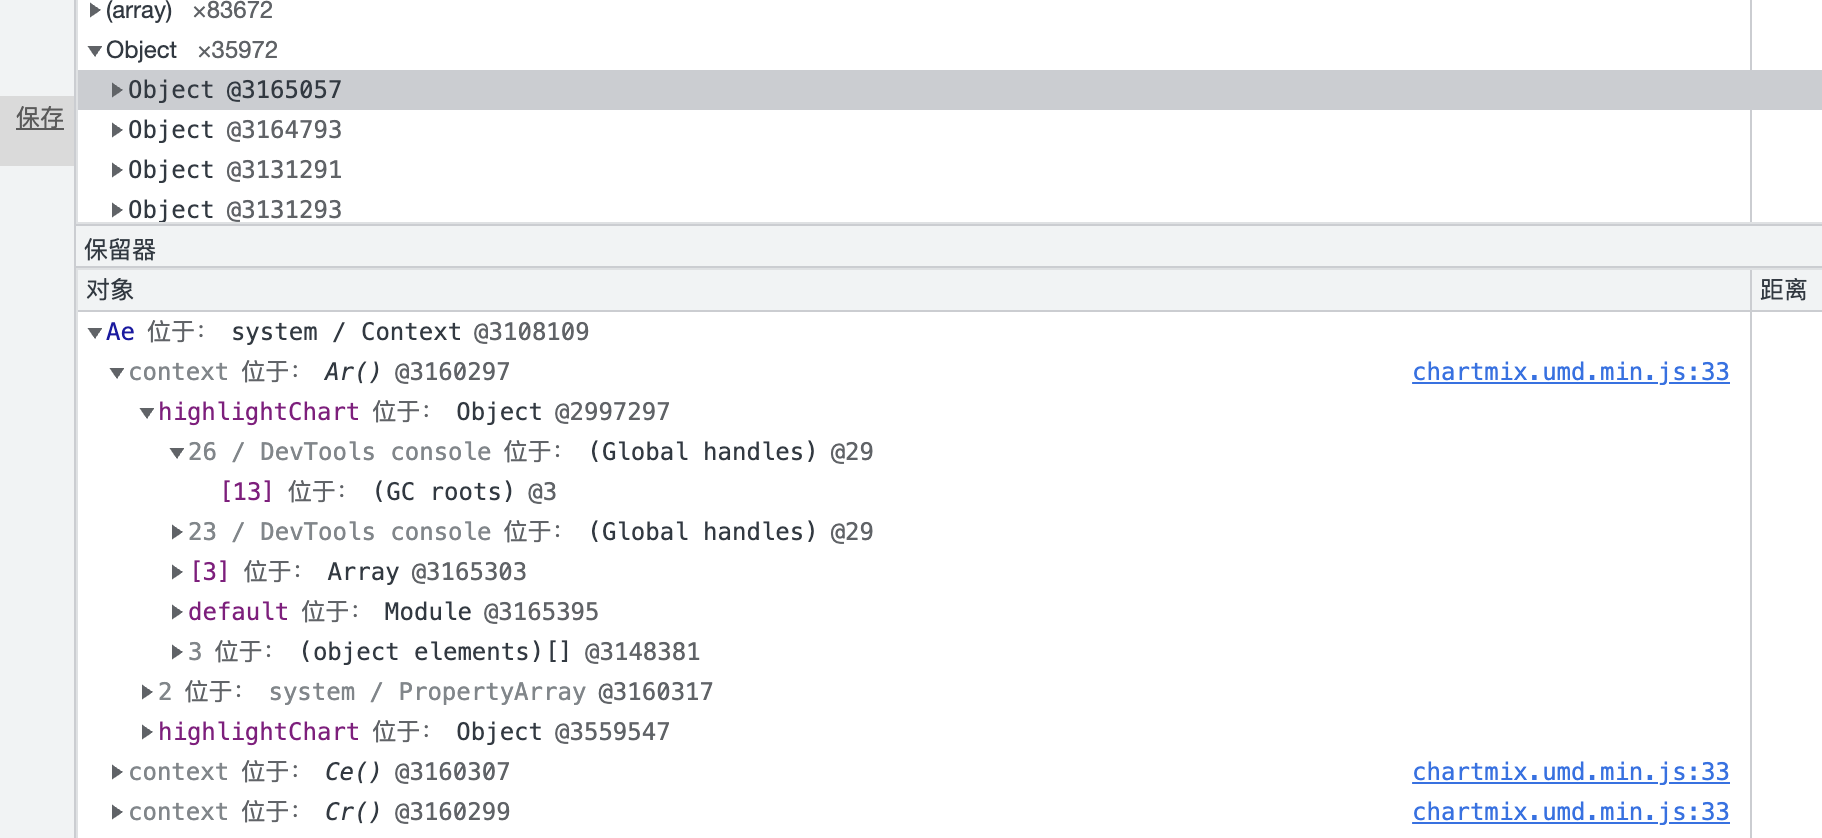 (array) ×83672
Object ×35972
Object @3165057
保存
Object @3164793
Object @3131291
Object @3131293
保留器
对象 距离
Ae 位于： system / Context @3108109
context 位于： Ar() @3160297 chartmix.umd.min.js:33
highlightChart 位于： Object @2997297
26 / DevTools console 位于： (Global handles) @29
[13] 位于： (GC roots) @3
23 / DevTools console 位于： (Global handles) @29
[3] 位于： Array @3165303
default 位于： Module @3165395
3 位于： (object elements)[] @3148381
2 位于： system / PropertyArray @3160317
highlightChart 位于： Object @3559547
context 位于： Ce() @3160307 chartmix.umd.min.js:33
context 位于： Cr() @3160299 chartmix.umd.min.js:33